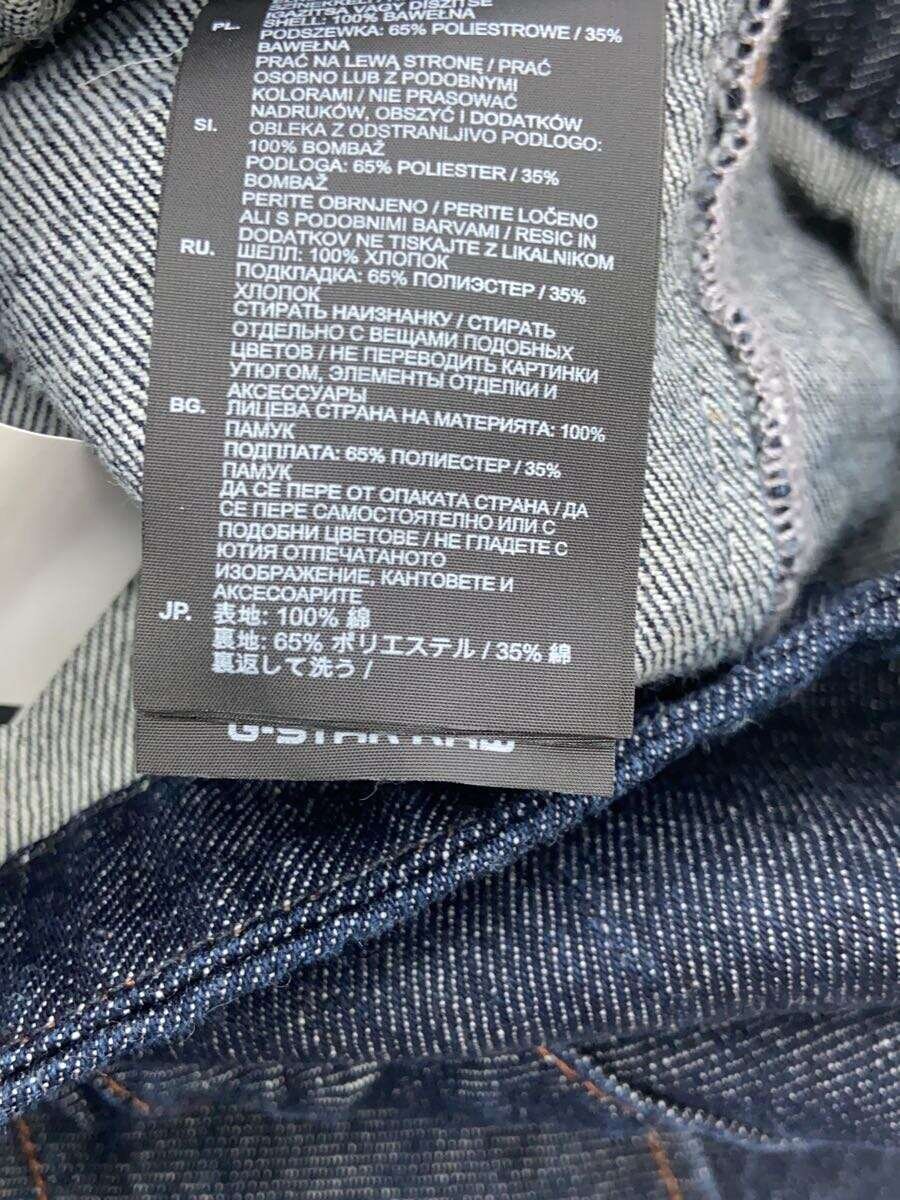 KÖZÖTT VAGY DÍSZÍTSE
PL. SHELL: 100% BAWEŁNA
PODSZEWKA: 65% POLIESTROWE / 35%
BAWEŁNA
PRAĆ NA LEWĄ STRONE / PRAĆ
OSOBNO LUB Z PODOBNYMI
KOLORAMI / NIE PRASOWAĆ
NADRUKÓW, OBSZYĆ I DODATKÓW
SI. OBLEKA Z ODSTRANLJIVO PODLOGO:
100% BOMBAŽ
PODLOGA: 65% POLIESTER / 35%
BOMBAŽ
PERITE OBRNJENO / PERITE LOČENO
ALI S PODOBNIMI BARVAMI / RESIC IN
DODATKOV NE TISKAJTE Z LIKALNIKOM
RU. ШЕЛЛ: 100% ХЛОПОК
ПОДКЛАДКА: 65% ПОЛИЭСТЕР / 35%
ХЛОПОК
СТИРАТЬ НАИЗНАНКУ / СТИРАТЬ
ОТДЕЛЬНО С ВЕЩАМИ ПОДОБНЫХ
ЦВЕТОВ / НЕ ПЕРЕВОДИТЬ КАРТИНКИ
УТЮГОМ, ЭЛЕМЕНТЫ ОТДЕЛКИ И
АКСЕССУАРЫ
BG. ЛИЦЕВА СТРАНА НА МАТЕРИЯТА: 100%
ПАМУК
ПОДПЛАТА: 65% ПОЛИЕСТЕР / 35%
ПАМУК
ДА СЕ ПЕРЕ ОТ ОПАКАТА СТРАНА / ДА
СЕ ПЕРЕ САМОСТОЯТЕЛНО ИЛИ С
ПОДОБНИ ЦВЕТОВЕ / НЕ ГЛАДЕТЕ С
ЮТИЯ ОТПЕЧАТАНОТО
ИЗОБРАЖЕНИЕ, КАНТОВЕТЕ И
АКСЕСОАРИТЕ
JP. 表地: 100% 綿
裏地: 65% ポリエステル / 35% 綿
裏返して洗う /
G-STAR RAW